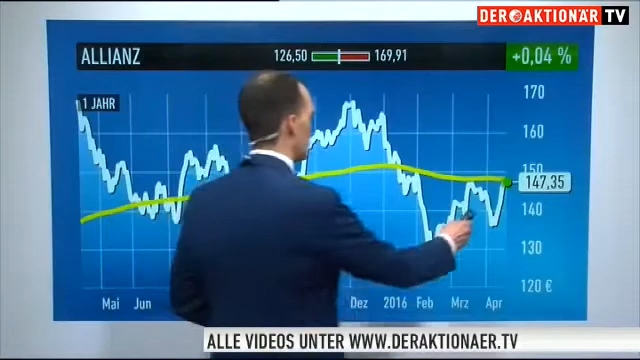 DER AKTIONÄR TV
ALLIANZ 126,50 169,91 +0,04 %
1 JAHR
170
160
150
147,35
140
130
120 €
Mai Jun Dez 2016 Feb Mrz Apr
ALLE VIDEOS UNTER WWW.DERAKTIONAER.TV